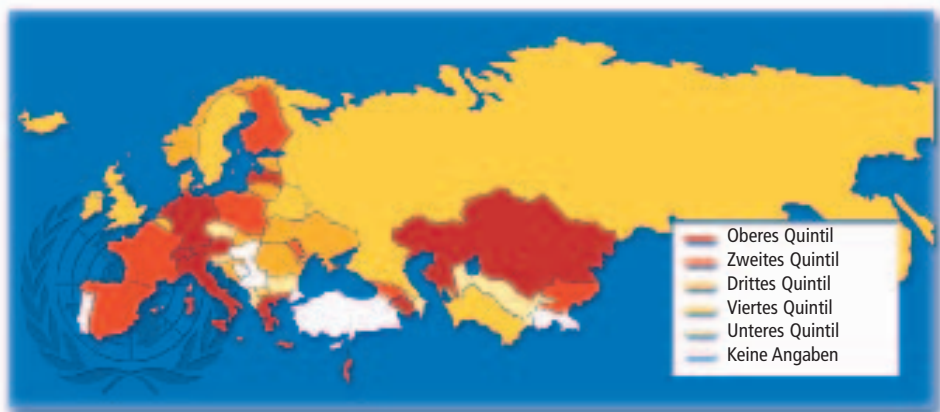 Oberes Quintil
Zweites Quintil
Drittes Quintil
Viertes Quintil
Unteres Quintil
Keine Angaben